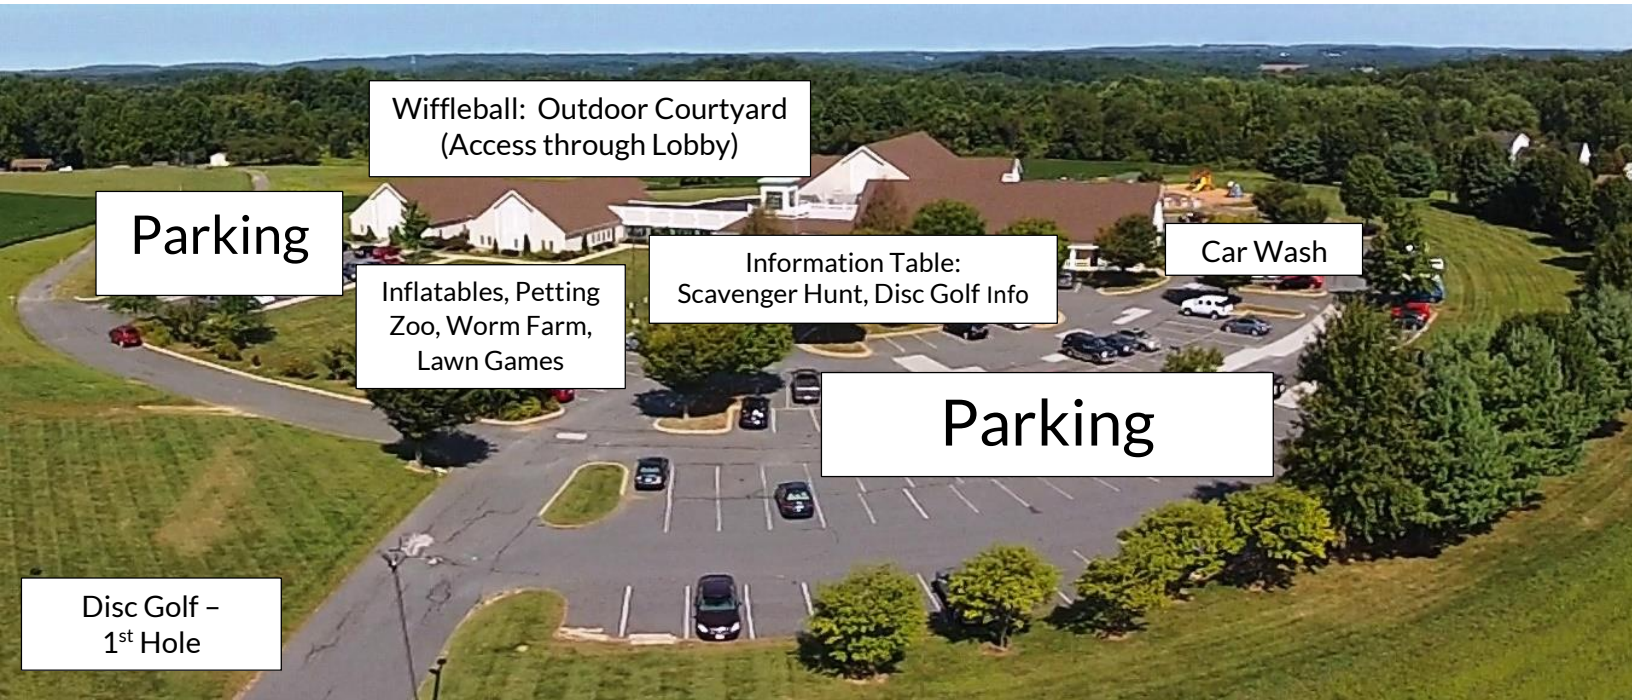 Wiffleball:  Outdoor Courtyard
(Access through Lobby)
Parking
Car Wash
Information Table:
Scavenger Hunt, Disc Golf Info
Inflatables, Petting
Zoo, Worm Farm,
Lawn Games
Parking
Disc Golf –
1st Hole